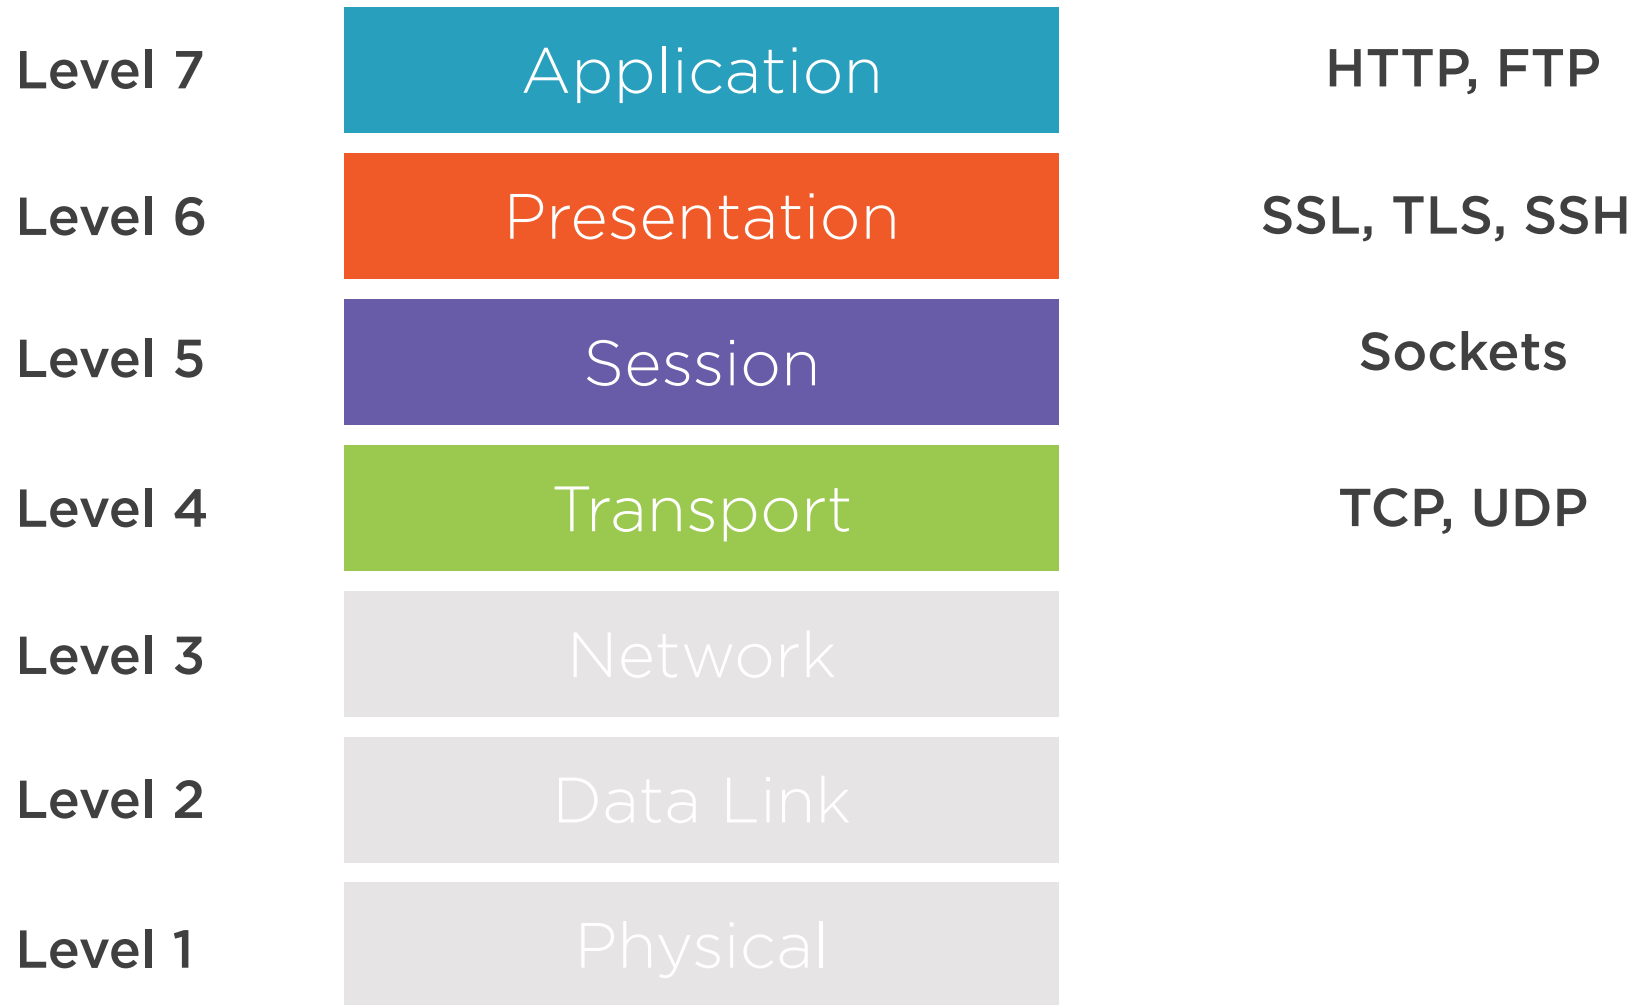 Level 7 Application HTTP, FTP
Level 6 Presentation SSL, TLS, SSH
Level 5 Session Sockets
Level 4 Transport TCP, UDP
Level 3 Network
Level 2 Data Link
Level 1 Physical